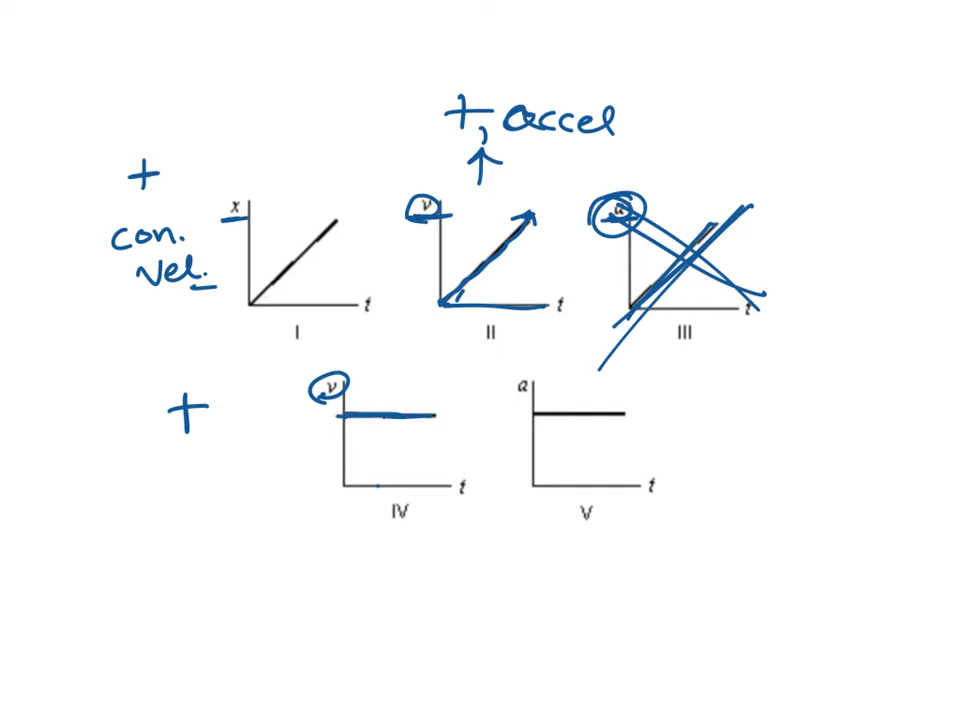 +, accel
↑
+
x
v
a
con.
vel.
t
t
t
I
II
III
+
v
a
t
t
IV
V